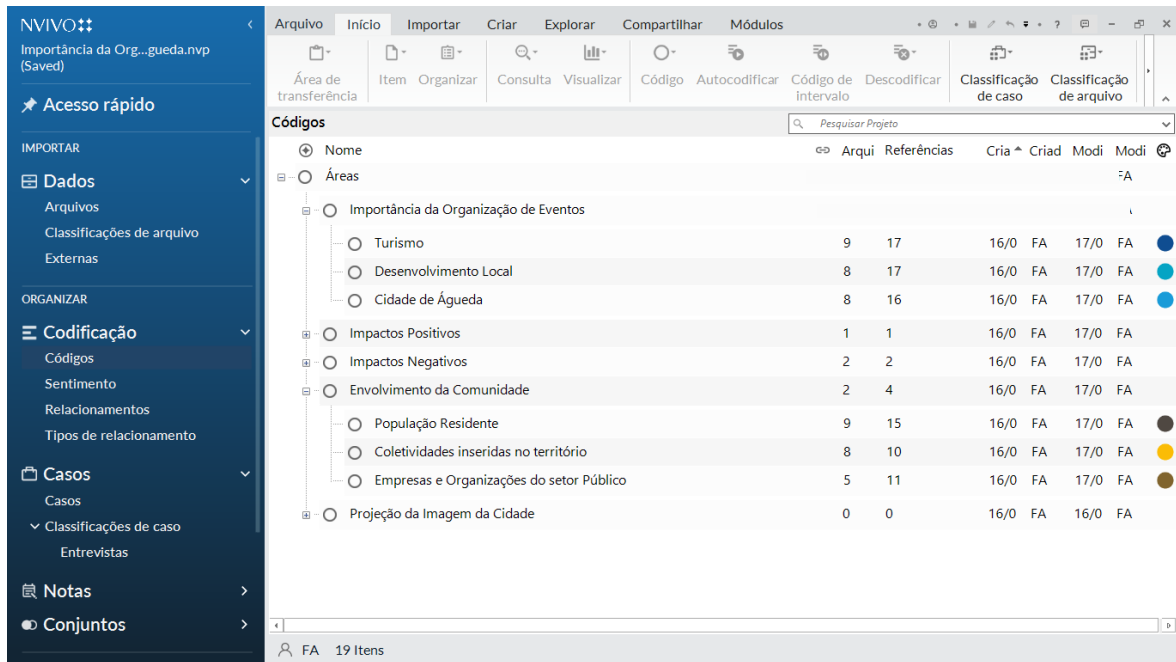 NVIVO
Importância da Org...gueda.nvp
(Saved)
Acesso rápido
IMPORTAR
Dados
Arquivos
Classificações de arquivo
Externas
ORGANIZAR
Codificação
Códigos
Sentimento
Relacionamentos
Tipos de relacionamento
Casos
Casos
Classificações de caso
Entrevistas
Notas
Conjuntos
Arquivo Início Importar Criar Explorar Compartilhar Módulos
Área de transferência
Item Organizar
Consulta Visualizar
Código Autocodificar Código de intervalo Descodificar
Classificação de caso
Classificação de arquivo
Códigos
Pesquisar Projeto
Nome Arqui Referências Cria Criad Modi Modi
Áreas FA
Importância da Organização de Eventos
Turismo 9 17 16/0 FA 17/0 FA
Desenvolvimento Local 8 17 16/0 FA 17/0 FA
Cidade de Águeda 8 16 16/0 FA 17/0 FA
Impactos Positivos 1 1 16/0 FA 17/0 FA
Impactos Negativos 2 2 16/0 FA 17/0 FA
Envolvimento da Comunidade 2 4 16/0 FA 17/0 FA
População Residente 9 15 16/0 FA 17/0 FA
Coletividades inseridas no território 8 10 16/0 FA 17/0 FA
Empresas e Organizações do setor Público 5 11 16/0 FA 17/0 FA
Projeção da Imagem da Cidade 0 0 16/0 FA 16/0 FA
FA 19 Itens